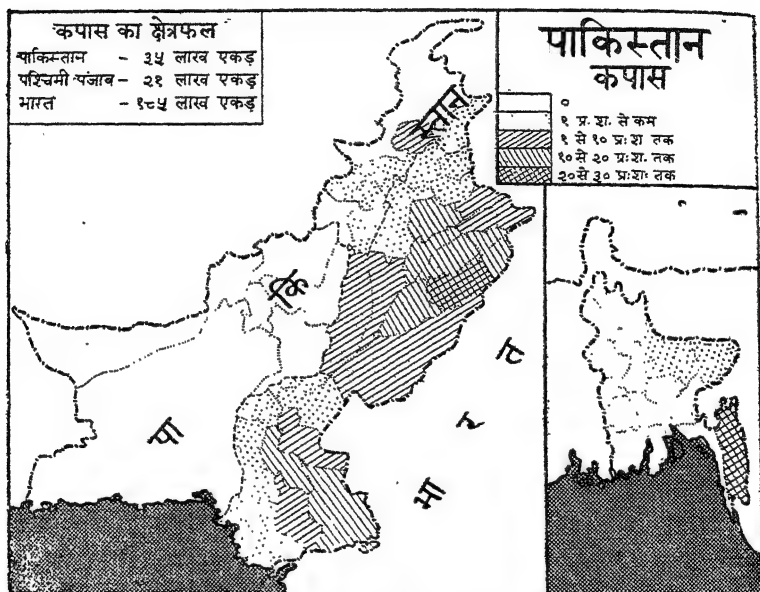 कपास का क्षेत्रफल
पाकिस्तान - ३५ लाख एकड़
पश्चिमी पंजाब - २१ लाख एकड़
भारत - १८५ लाख एकड़
पाकिस्तान
कपास
०
१ प्र. श. से कम
१ से १० प्र: श तक
१० से २० प्र: श. तक
२० से ३० प्र: श: तक
पा कि स्तान
भा र त